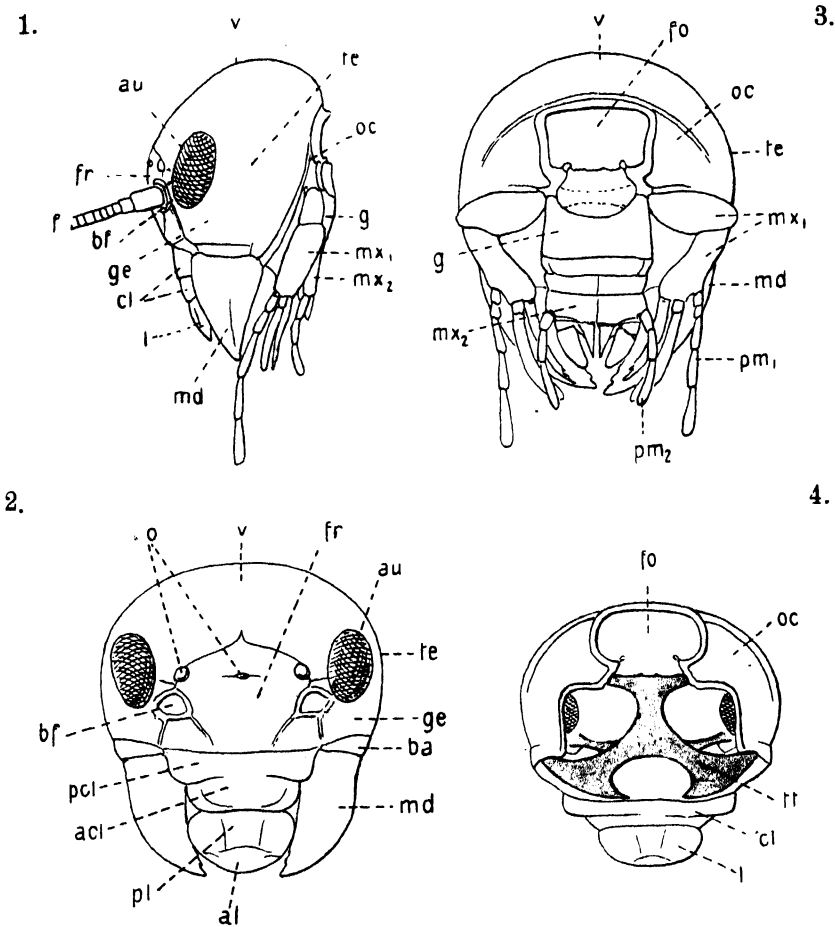 1.
v
te
au
oc
fr
f
bf
g
ge
mx₁
cl
mx₂
l
md
3.
v
fo
oc
te
mx₁
g
md
mx₂
pm₁
pm₂
2.
o
v
fr
au
te
bf
ge
ba
pcl
acl
md
pl
al
4.
fo
oc
tt
cl
l